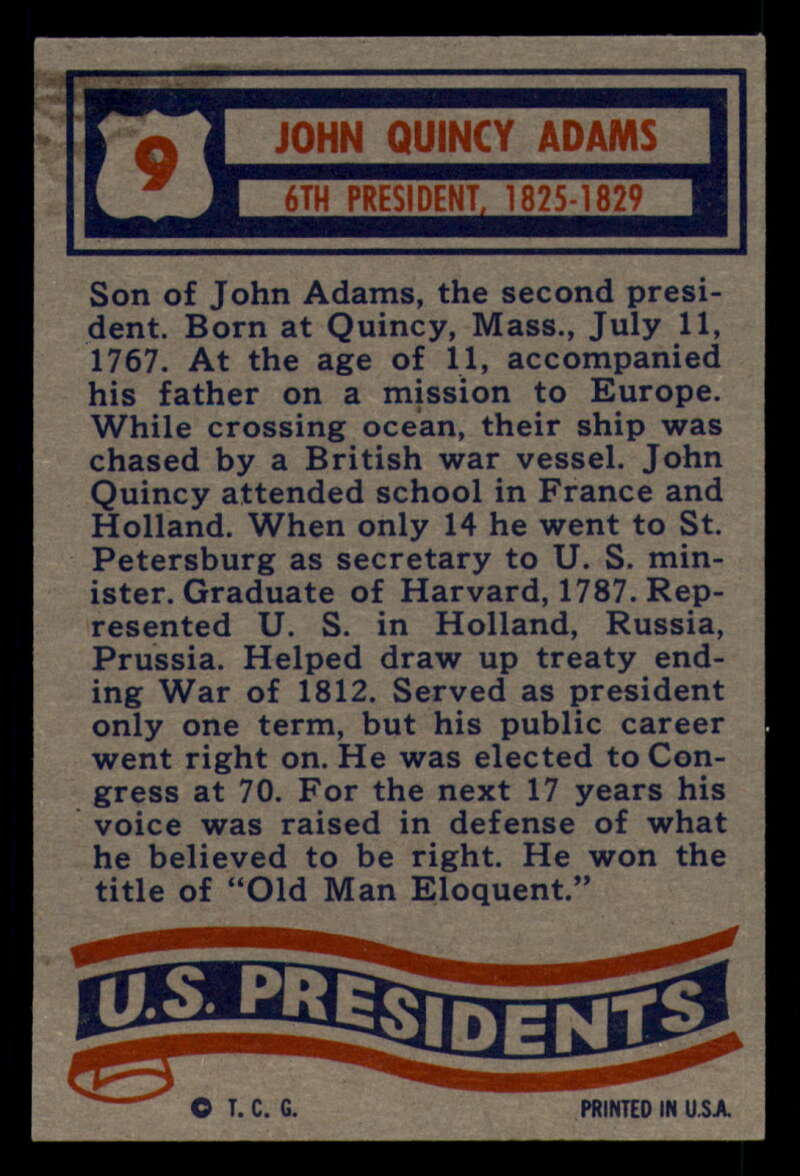 9
JOHN QUINCY ADAMS
6TH PRESIDENT, 1825-1829
Son of John Adams, the second presi-
dent. Born at Quincy, Mass., July 11,
1767. At the age of 11, accompanied
his father on a mission to Europe.
While crossing ocean, their ship was
chased by a British war vessel. John
Quincy attended school in France and
Holland. When only 14 he went to St.
Petersburg as secretary to U. S. min-
ister. Graduate of Harvard, 1787. Rep-
resented U. S. in Holland, Russia,
Prussia. Helped draw up treaty end-
ing War of 1812. Served as president
only one term, but his public career
went right on. He was elected to Con-
gress at 70. For the next 17 years his
voice was raised in defense of what
he believed to be right. He won the
title of “Old Man Eloquent.”
U.S. PRESIDENTS
© T. C. G.
PRINTED IN U.S.A.